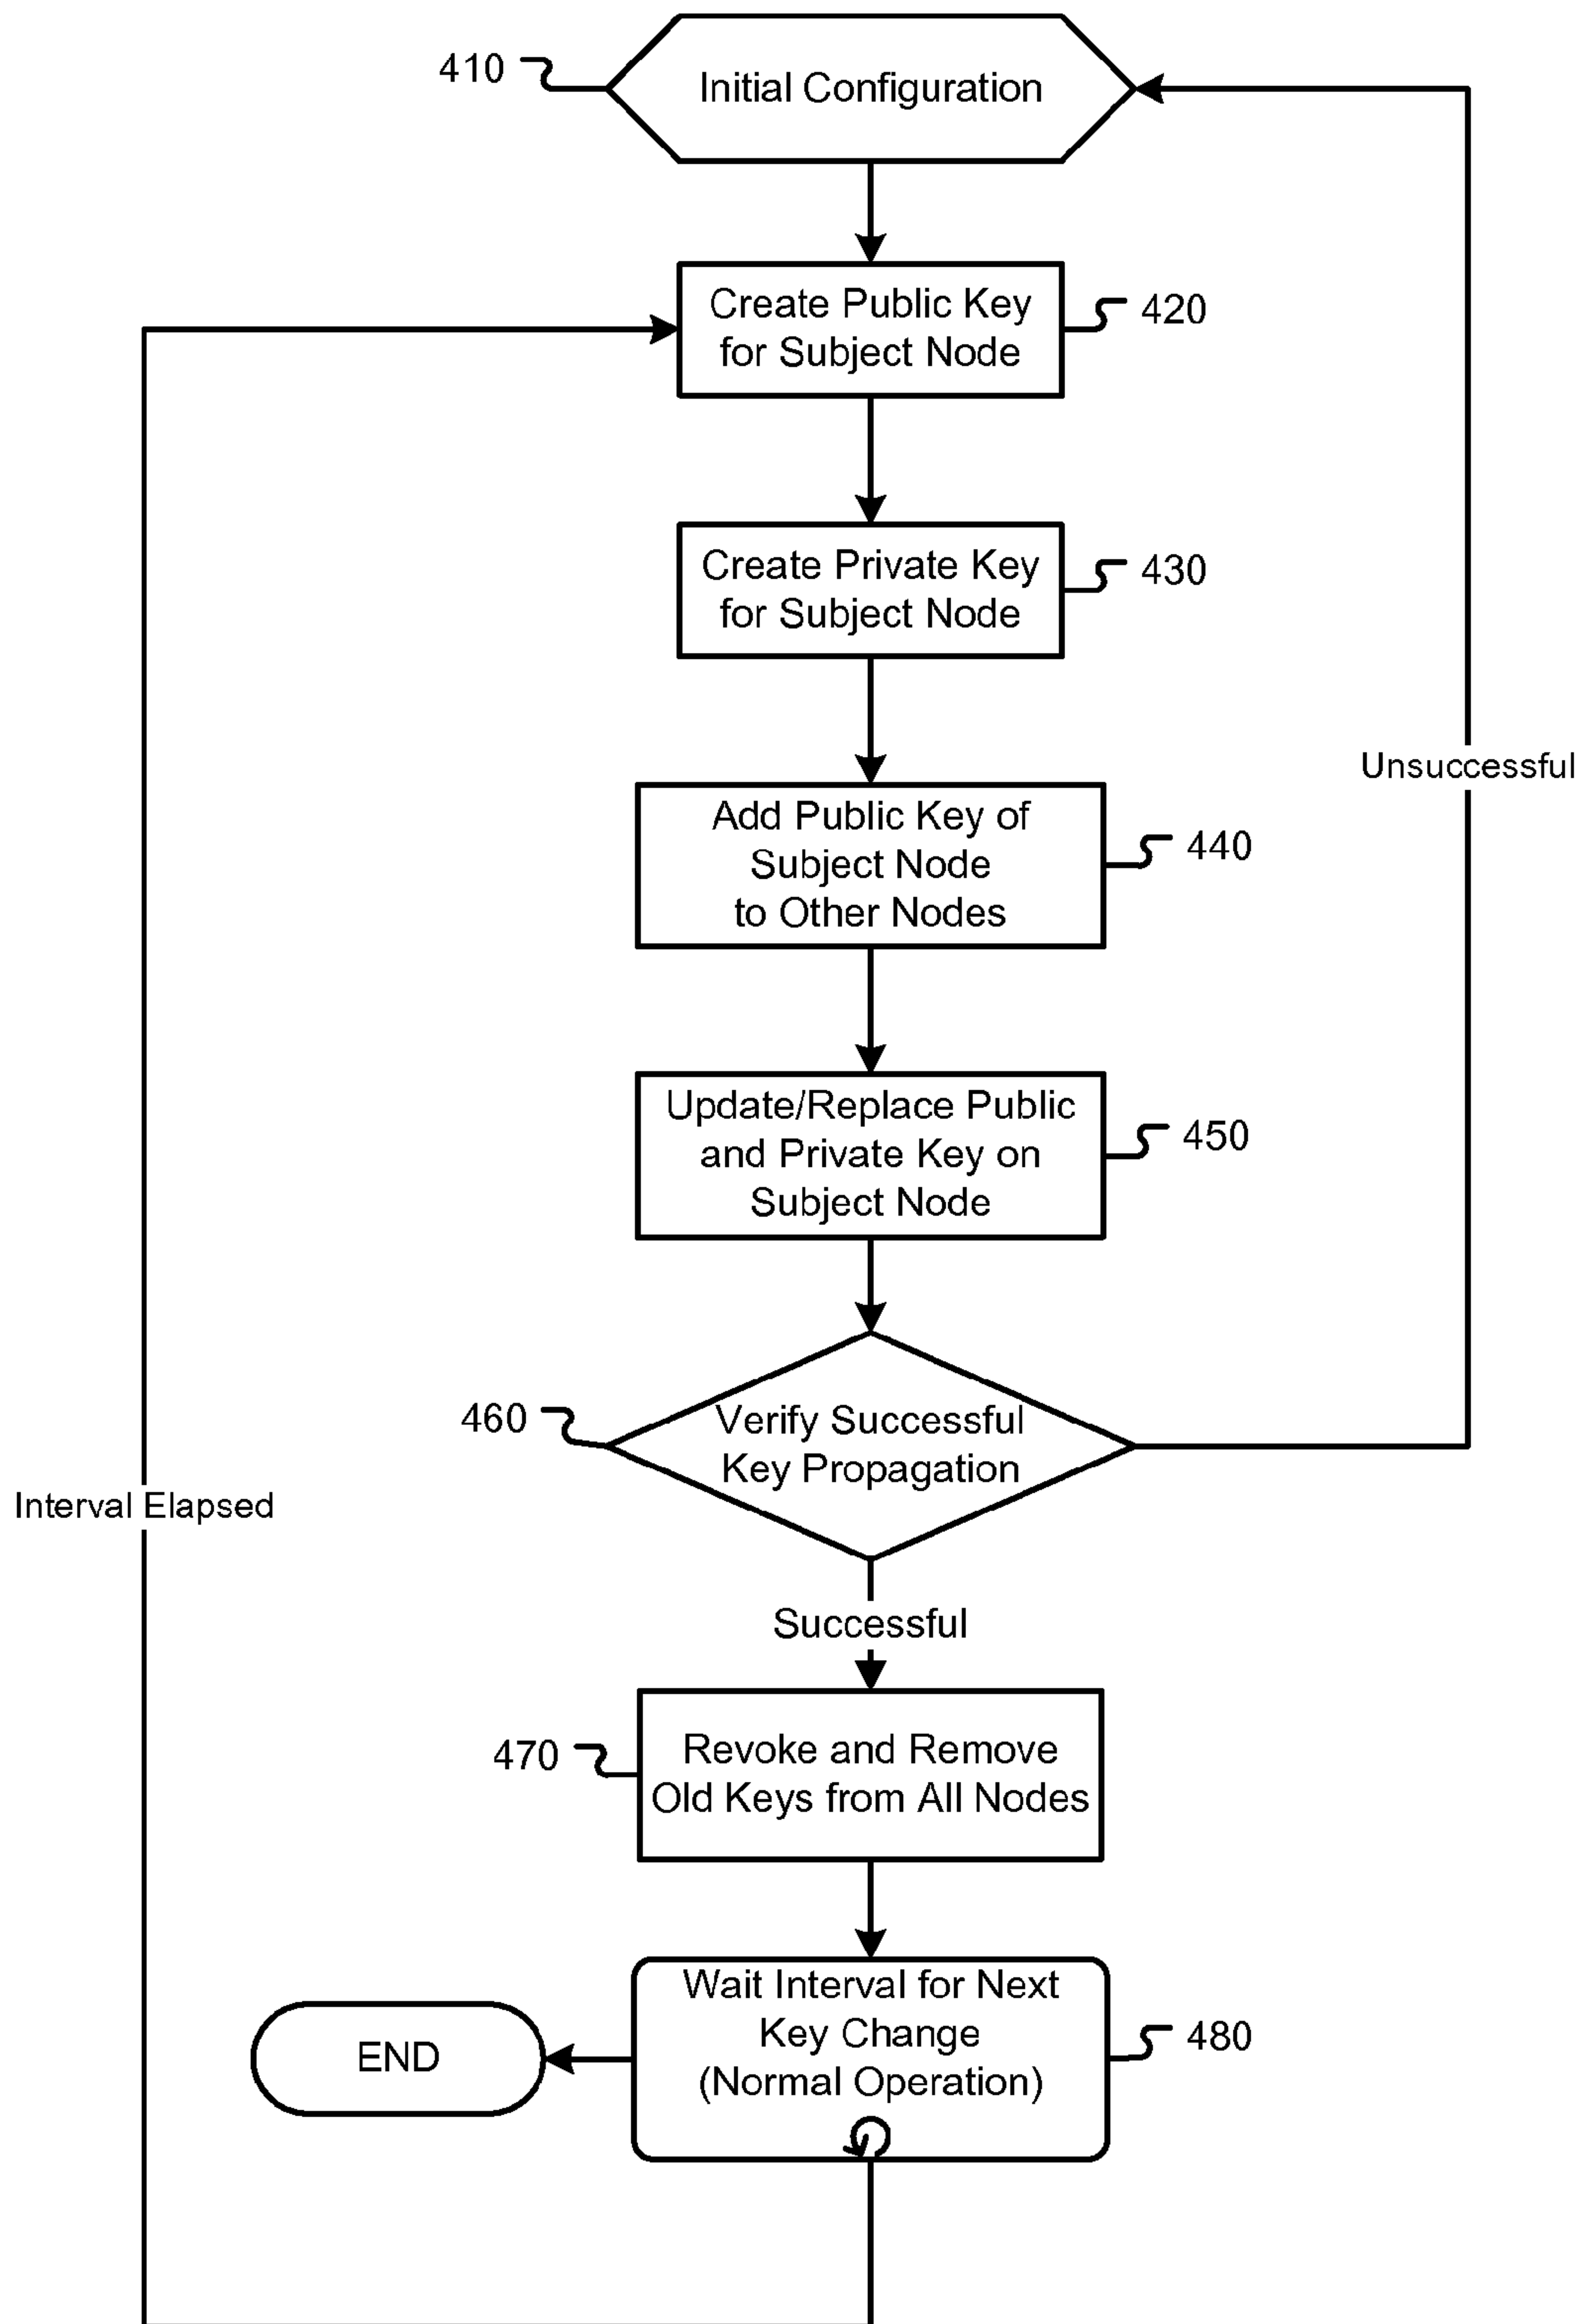 410
Initial Configuration
Create Public Key
for Subject Node
420
Create Private Key
for Subject Node
430
Unsuccessful
Add Public Key of
Subject Node
to Other Nodes
440
Update/Replace Public
and Private Key on
Subject Node
450
460
Verify Successful
Key Propagation
Interval Elapsed
Successful
470
Revoke and Remove
Old Keys from All Nodes
Wait Interval for Next
Key Change
(Normal Operation)
480
END